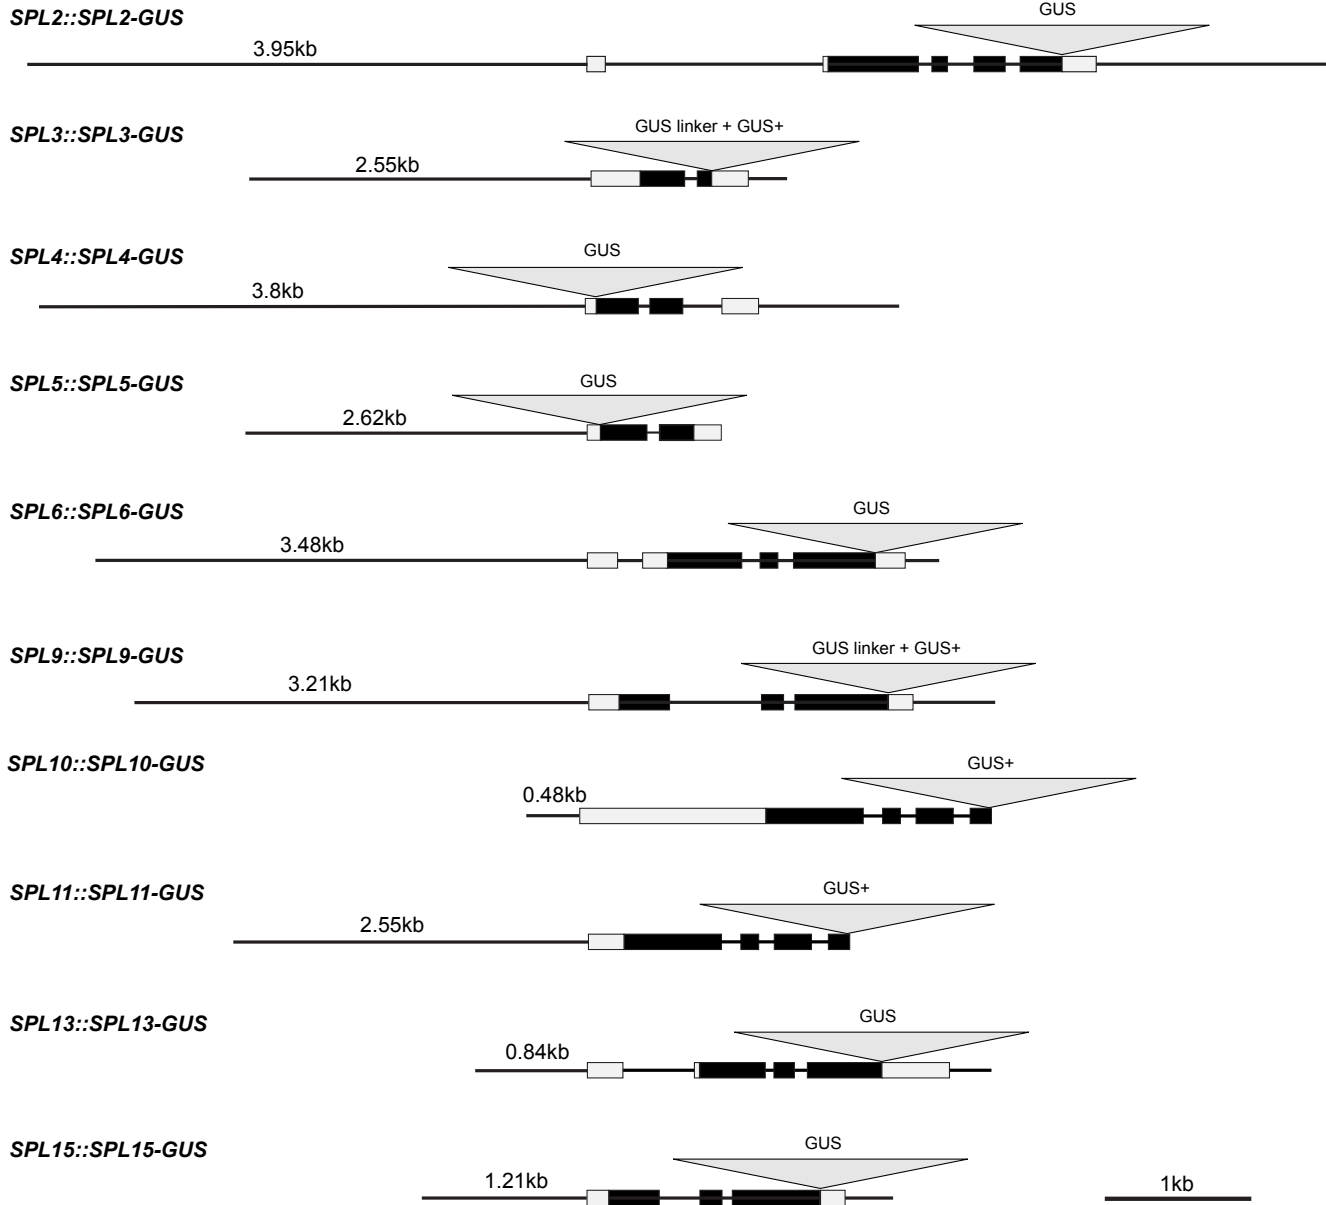 SPL2::SPL2-GUS
GUS
3.95kb
SPL3::SPL3-GUS
GUS linker + GUS+
2.55kb
SPL4::SPL4-GUS
GUS
3.8kb
SPL5::SPL5-GUS
GUS
2.62kb
SPL6::SPL6-GUS
GUS
3.48kb
SPL9::SPL9-GUS
GUS linker + GUS+
3.21kb
SPL10::SPL10-GUS
GUS+
0.48kb
SPL11::SPL11-GUS
GUS+
2.55kb
SPL13::SPL13-GUS
GUS
0.84kb
SPL15::SPL15-GUS
GUS
1.21kb
1kb